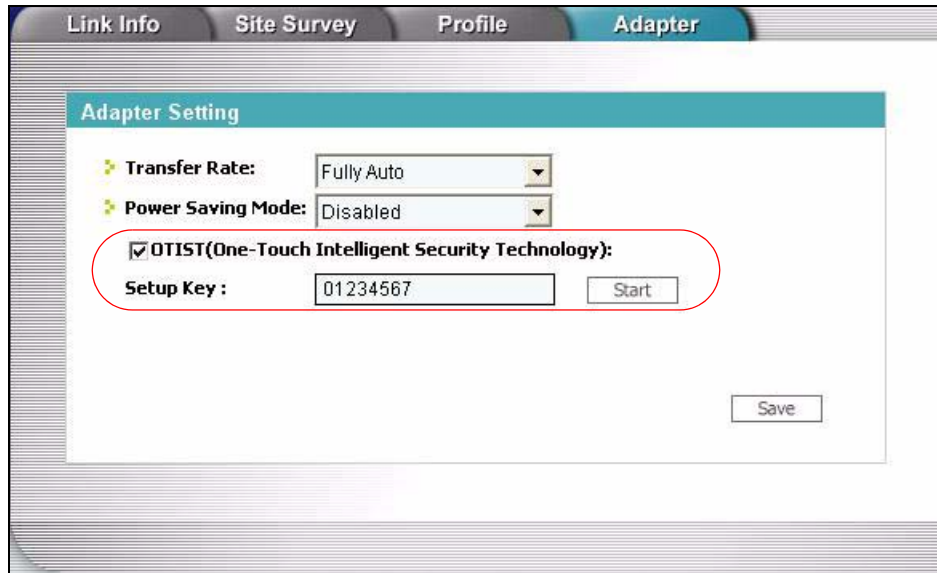 Link Info Site Survey Profile Adapter
Adapter Setting
Transfer Rate: Fully Auto
Power Saving Mode: Disabled
OTIST(One-Touch Intelligent Security Technology):
Setup Key : 01234567 Start
Save